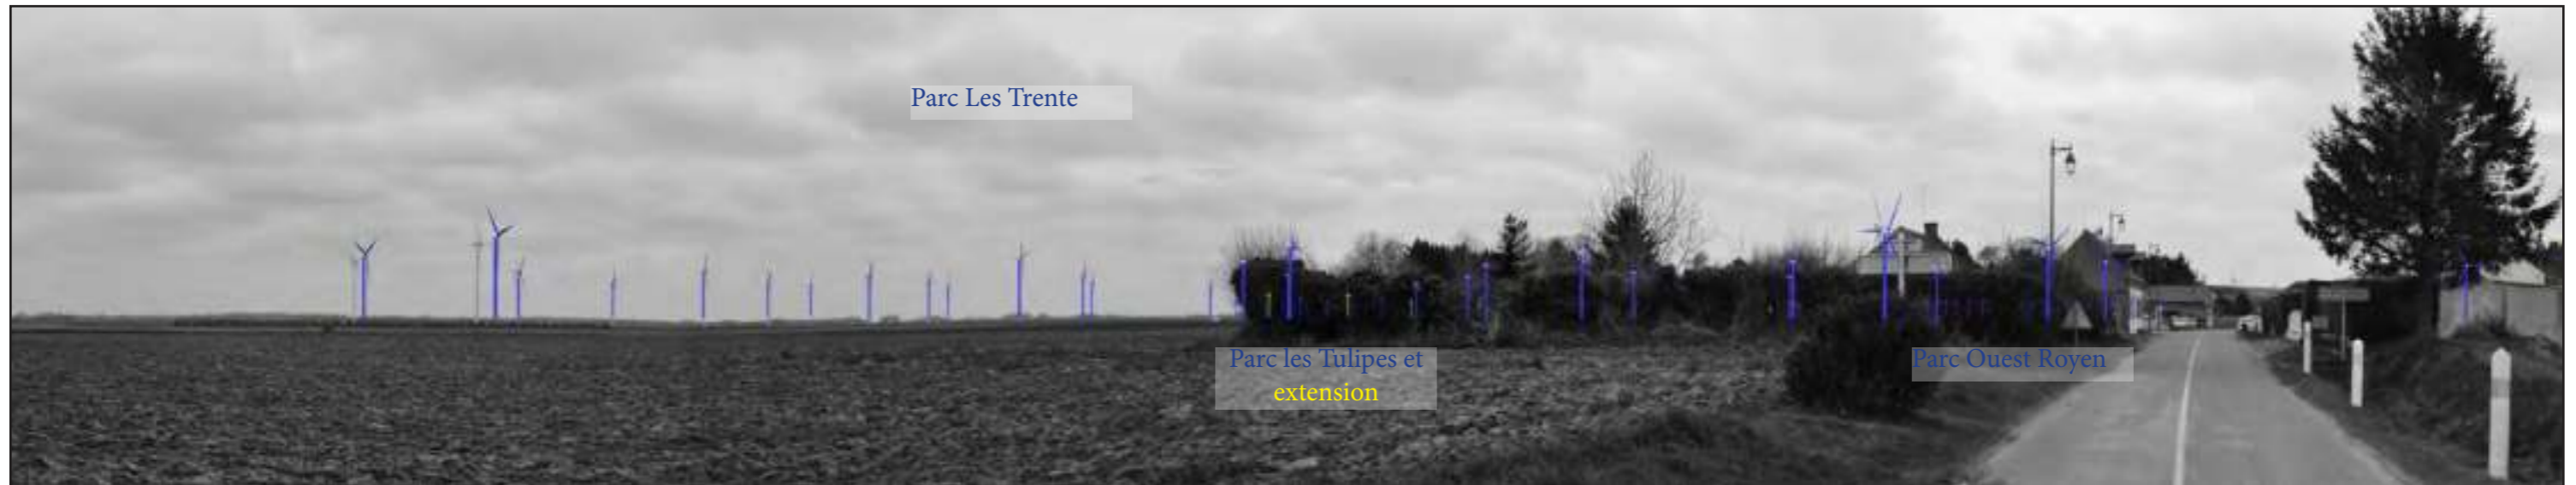 Parc Les Trente
Parc les Tulipes et
extension
Parc Ouest Royen